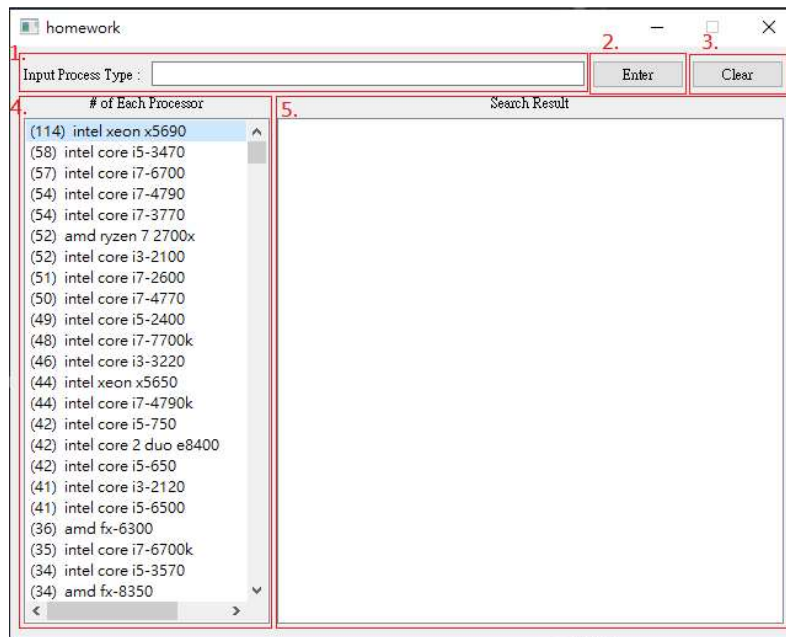 homework
1.
2.
3.
Input Process Type :
Enter
Clear
4.
# of Each Processor
5.
Search Result
(114) intel xeon x5690
(58) intel core i5-3470
(57) intel core i7-6700
(54) intel core i7-4790
(54) intel core i7-3770
(52) amd ryzen 7 2700x
(52) intel core i3-2100
(51) intel core i7-2600
(50) intel core i7-4770
(49) intel core i5-2400
(48) intel core i7-7700k
(46) intel core i3-3220
(44) intel xeon x5650
(44) intel core i7-4790k
(42) intel core i5-750
(42) intel core 2 duo e8400
(42) intel core i5-650
(41) intel core i3-2120
(41) intel core i5-6500
(36) amd fx-6300
(35) intel core i7-6700k
(34) intel core i5-3570
(34) amd fx-8350